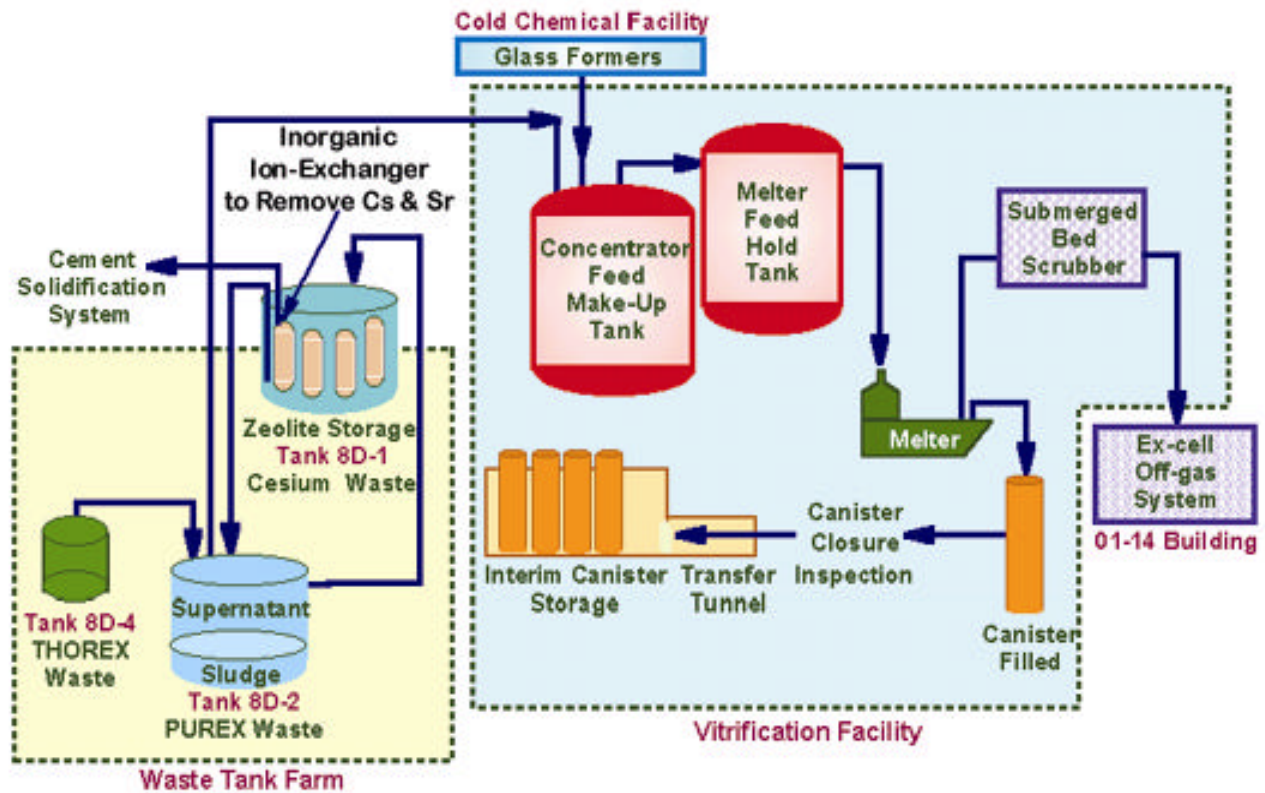 Cold Chemical Facility
Glass Formers
Inorganic
Ion-Exchanger
to Remove Cs & Sr
Cement
Solidification
System
Zeolite Storage
Tank 8D-1
Cesium Waste
Tank 8D-4
THOREX
Waste
Supernatant
Sludge
Tank 8D-2
PUREX Waste
Waste Tank Farm
Concentrator
Feed
Make-Up
Tank
Melter
Feed
Hold
Tank
Submerged
Bed
Scrubber
Melter
Ex-cell
Off-gas
System
01-14 Building
Canister
Closure
Inspection
Interim Canister
Storage
Transfer
Tunnel
Canister
Filled
Vitrification Facility